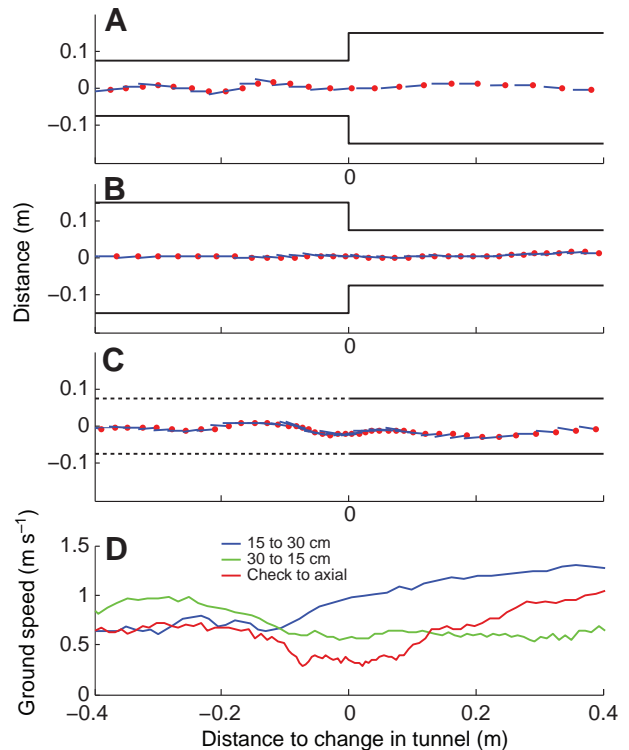 A
0.1
0
−0.1
0
B
0.1
0
−0.1
0
Distance (m)
C
0.1
−0.1
0
D
1.5
1
0.5
0
15 to 30 cm
30 to 15 cm
Check to axial
Ground speed (m s−1)
−0.4
−0.2
0
0.2
0.4
Distance to change in tunnel (m)